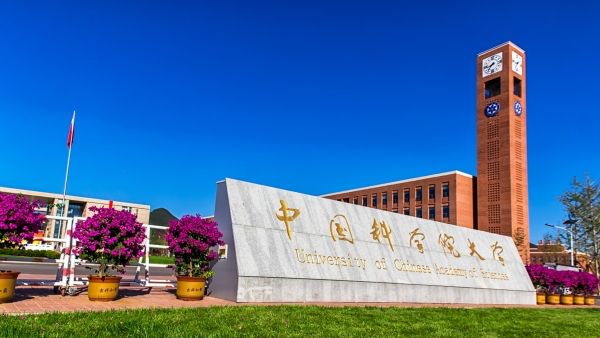 中国科学院大学
University of Chinese Academy of Sciences